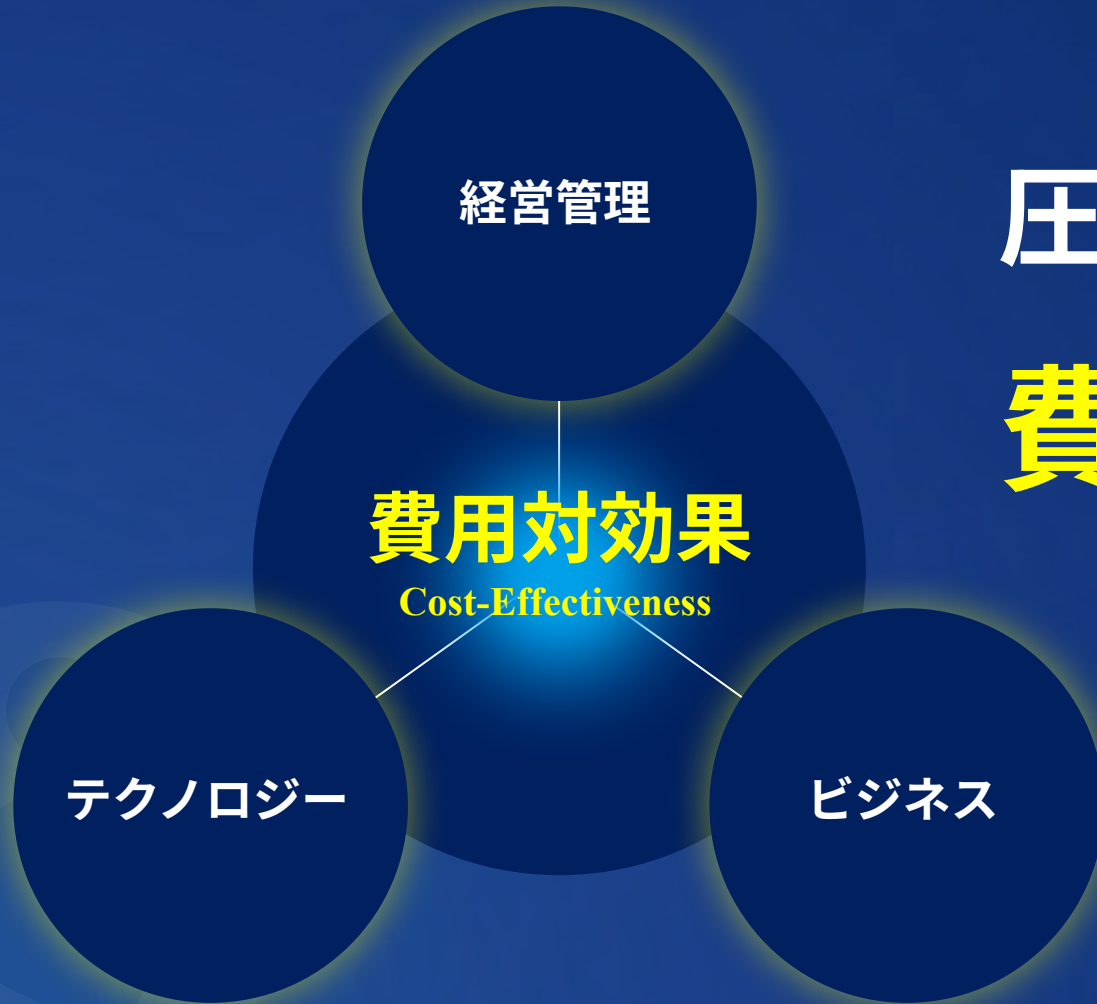 経営管理
圧
費
費用対効果
Cost-Effectiveness
テクノロジー
ビジネス